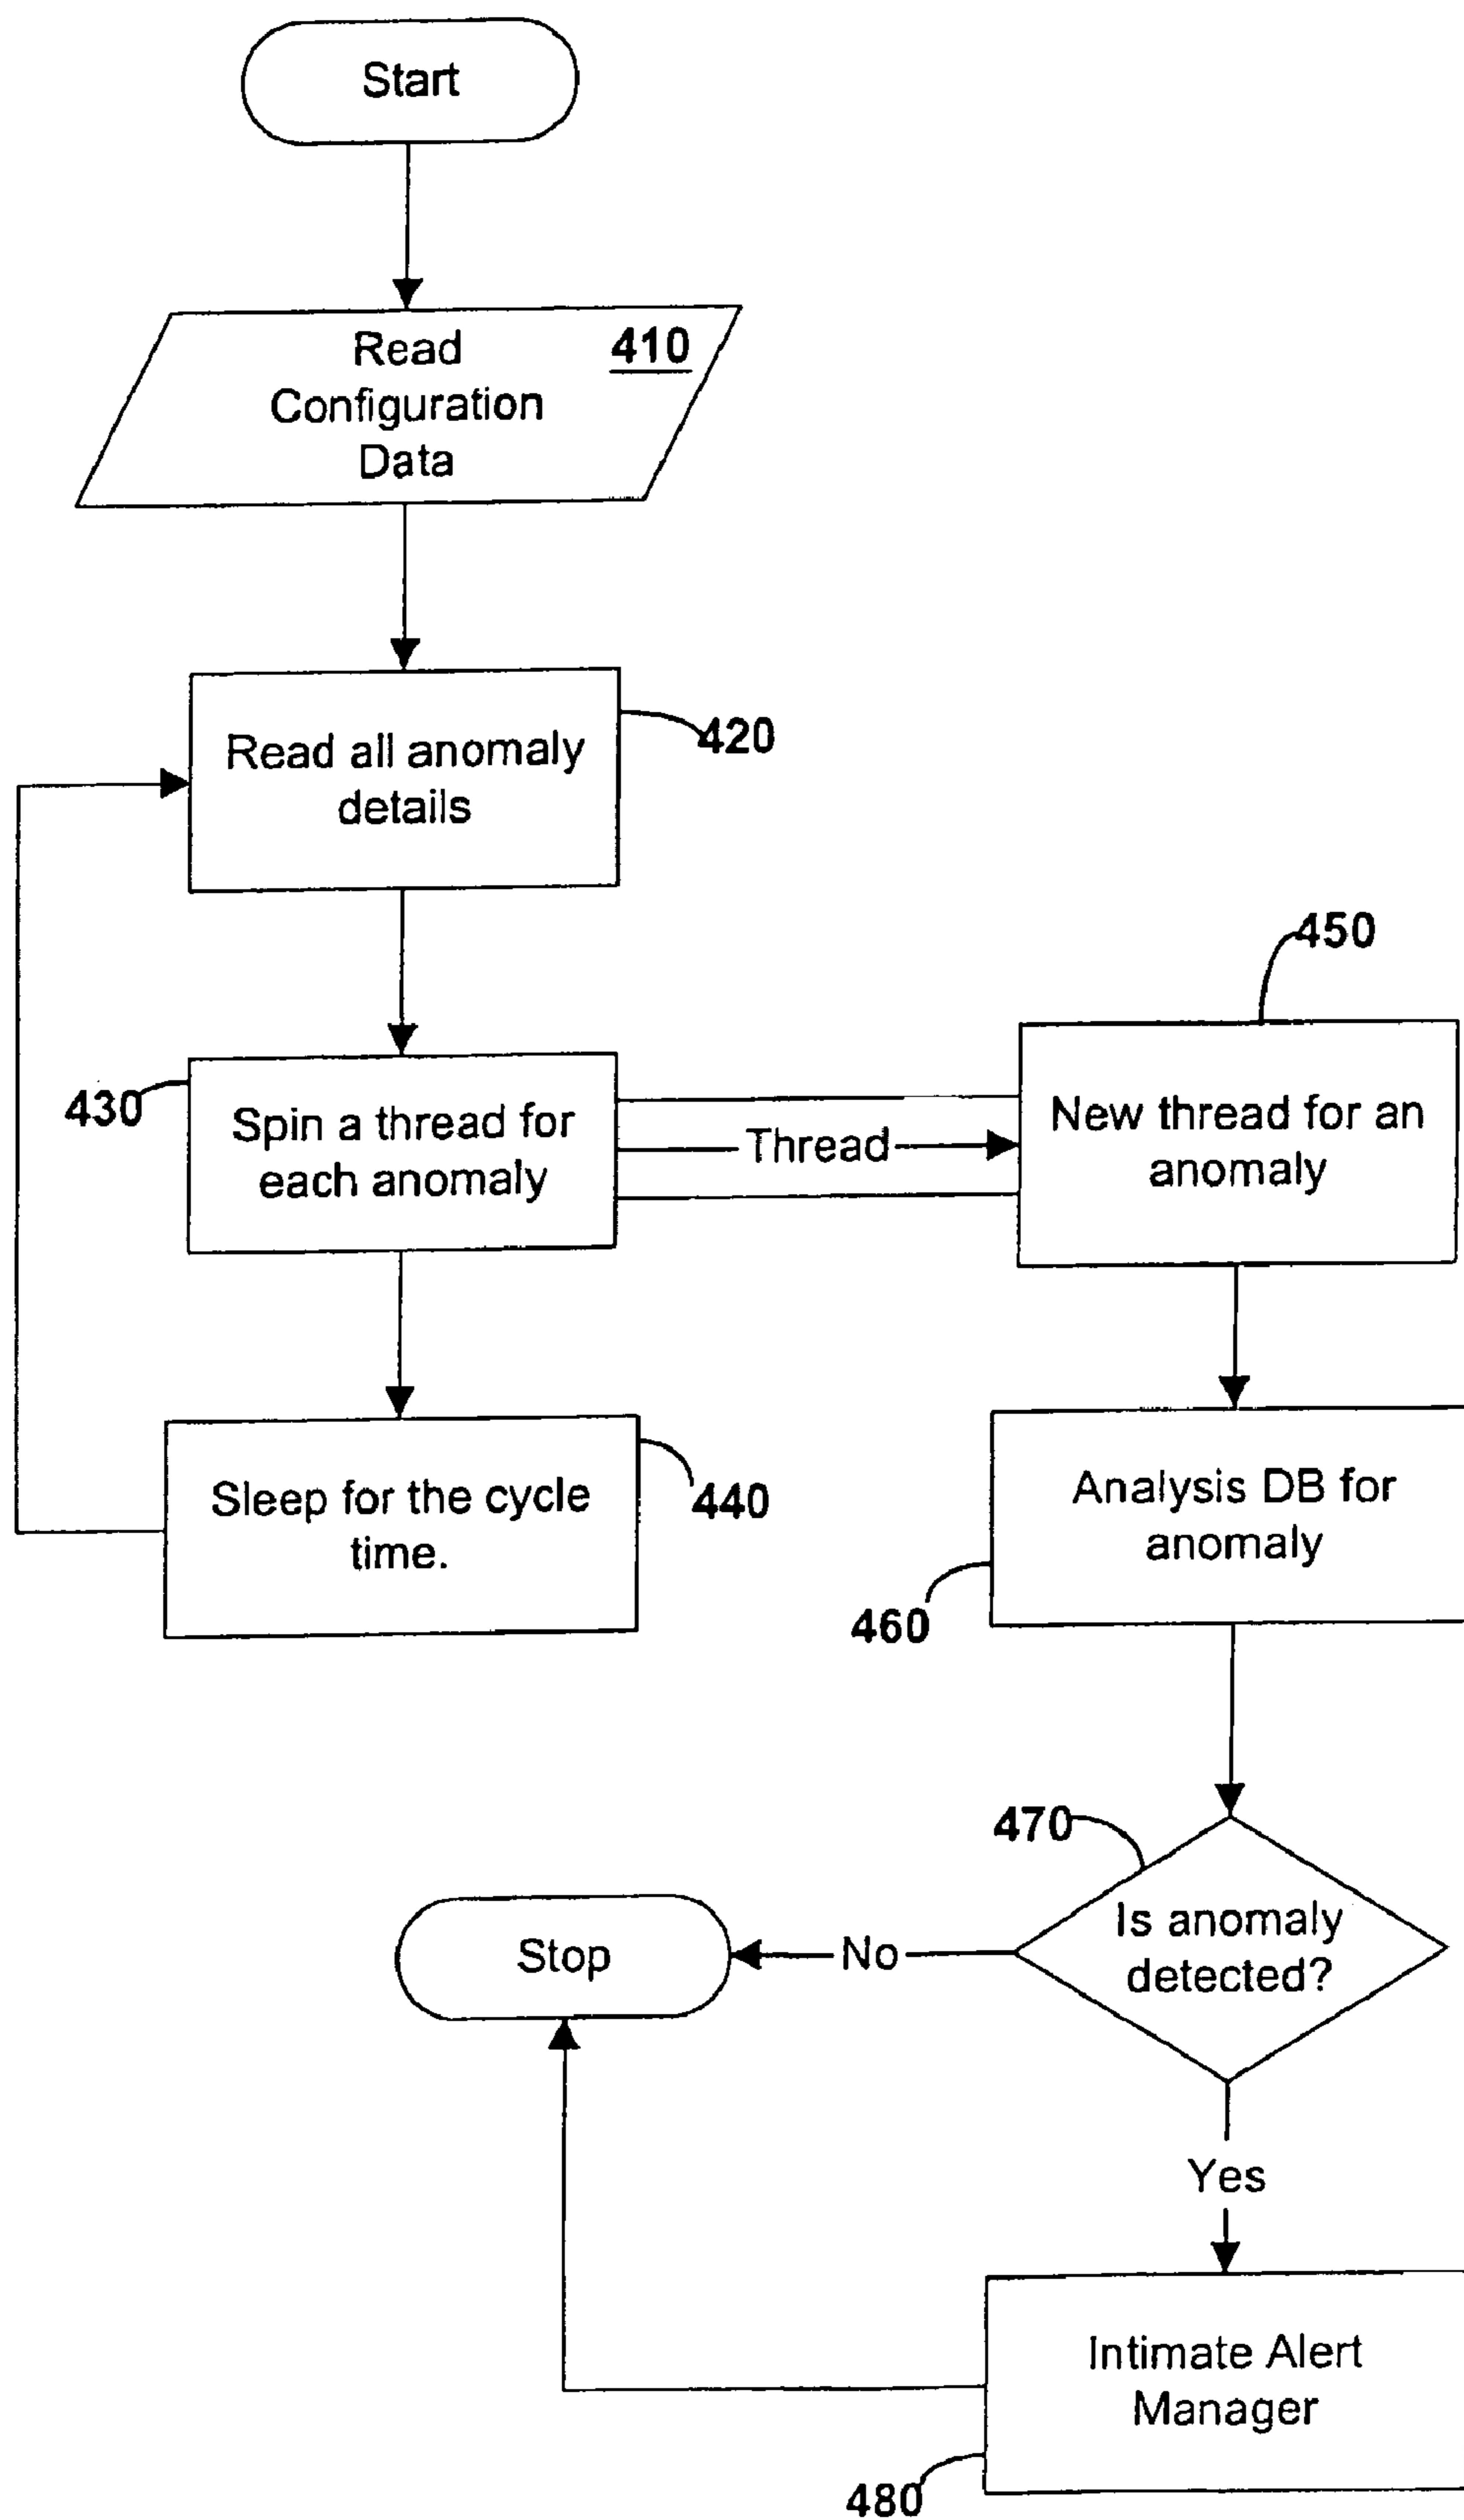 Start
Read
Configuration
Data
410
Read all anomaly
details
420
450
430
Spin a thread for
each anomaly
Thread
New thread for an
anomaly
Sleep for the cycle
time.
440
Analysis DB for
anomaly
460
470
Is anomaly
detected?
No
Stop
Yes
Intimate Alert
Manager
480